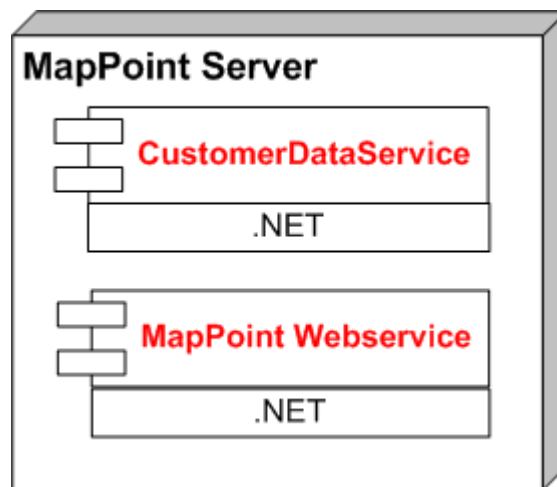 MapPoint Server
CustomerDataService
.NET
MapPoint Webservice
.NET